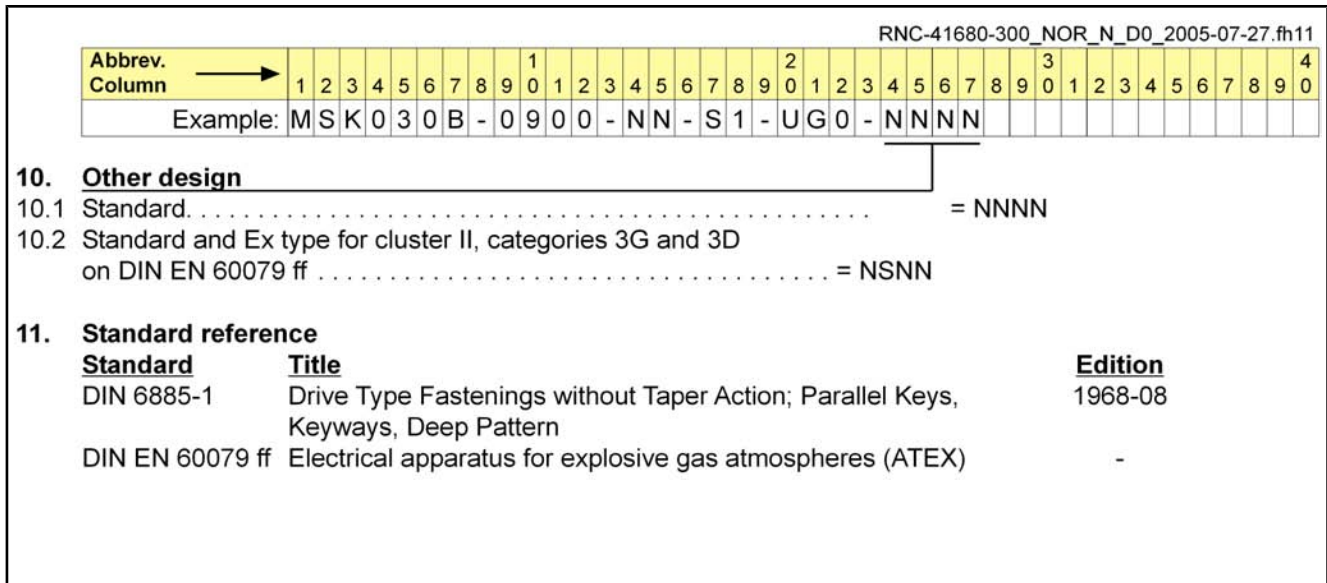 RNC-41680-300_NOR_N_D0_2005-07-27.fh11
Abbrev. 1 2 3 4
Column 1 2 3 4 5 6 7 8 9 0 1 2 3 4 5 6 7 8 9 0 1 2 3 4 5 6 7 8 9 0 1 2 3 4 5 6 7 8 9 0
Example: M S K 0 3 0 B - 0 9 0 0 - N N - S 1 - U G 0 - N N N N
10. Other design
10.1 Standard. . . . . . . . . . . . . . . . . . . . . . . . . . . . . . . . . . . . . . . . . . . . . . . = NNNN
10.2 Standard and Ex type for cluster II, categories 3G and 3D
on DIN EN 60079 ff . . . . . . . . . . . . . . . . . . . . . . . . . . . . . . . . . . . . = NSNN
11. Standard reference
Standard Title Edition
DIN 6885-1 Drive Type Fastenings without Taper Action; Parallel Keys, 1968-08
Keyways, Deep Pattern
DIN EN 60079 ff Electrical apparatus for explosive gas atmospheres (ATEX) -